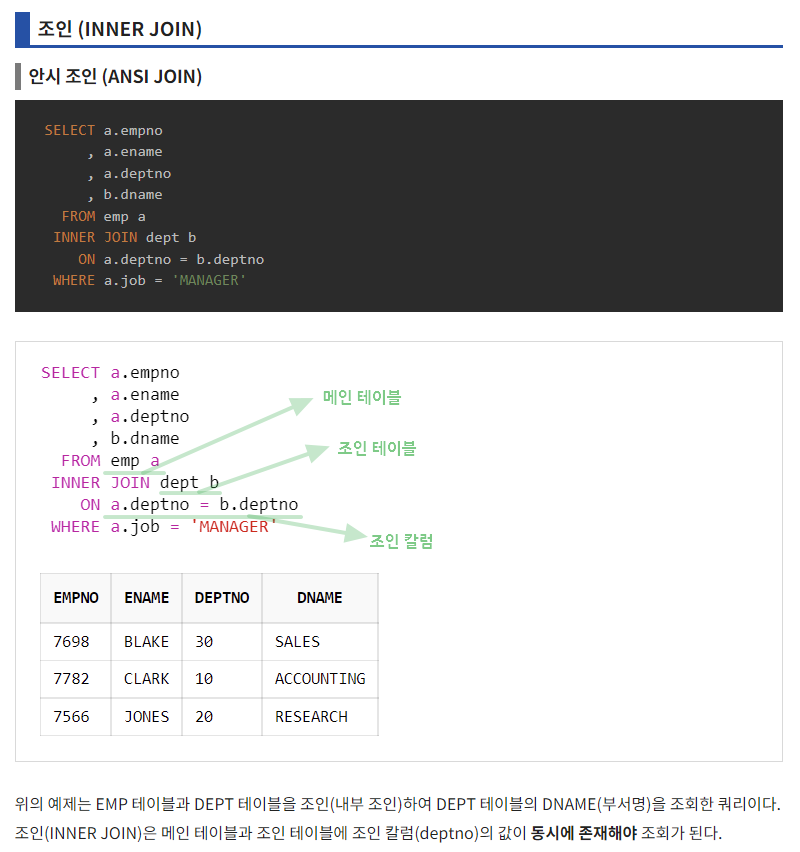 조인 (INNER JOIN)
안시 조인 (ANSI JOIN)
SELECT a.empno
, a.ename
, a.deptno
, b.dname
FROM emp a
INNER JOIN dept b
ON a.deptno = b.deptno
WHERE a.job = 'MANAGER'
SELECT a.empno
, a.ename
메인 테이블
, a.deptno
, b.dname
조인 테이블
FROM emp a
INNER JOIN dept b
ON a.deptno = b.deptno
WHERE a.job = 'MANAGER'
조인 칼럼
EMPNO ENAME DEPTNO DNAME
7698 BLAKE 30 SALES
7782 CLARK 10 ACCOUNTING
7566 JONES 20 RESEARCH
위의 예제는 EMP 테이블과 DEPT 테이블을 조인(내부 조인)하여 DEPT 테이블의 DNAME(부서명)을 조회한 쿼리이다.
조인(INNER JOIN)은 메인 테이블과 조인 테이블에 조인 칼럼(deptno)의 값이 동시에 존재해야 조회가 된다.